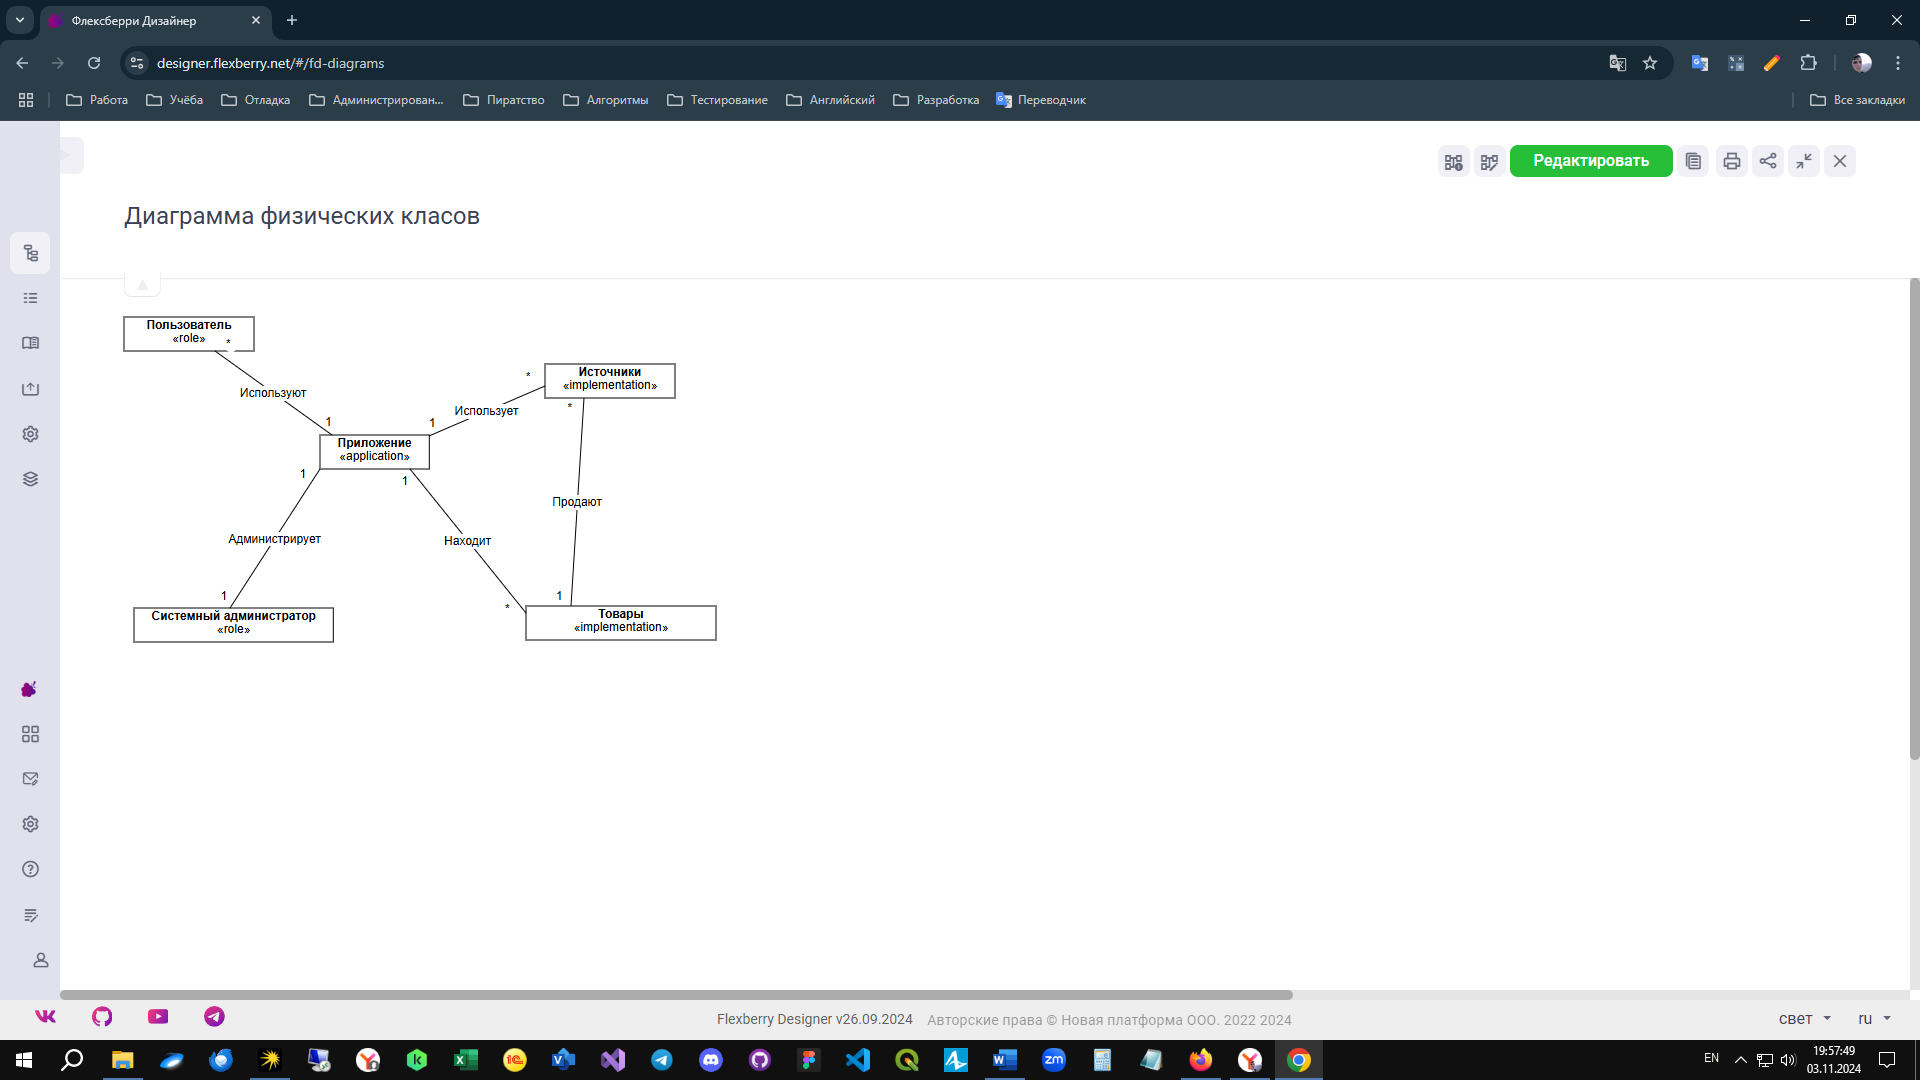 Флексберри Дизайнер
designer.flexberry.net/#/fd-diagrams
Работа
Учёба
Отладка
Администрирован...
Пиратство
Алгоритмы
Тестирование
Английский
Разработка
Переводчик
Все закладки
Редактировать
Диаграмма физических класов
Пользователь
«role» *
Используют
1
Источники
«implementation»
*
*
Использует
1
Приложение
«application»
1
1
Продают
Администрирует
Находит
1
*
1
Системный администратор
«role»
Товары
«implementation»
Flexberry Designer v26.09.2024
Авторские права © Новая платформа ООО. 2022 2024
свет
ru
EN
19:57:49
03.11.2024